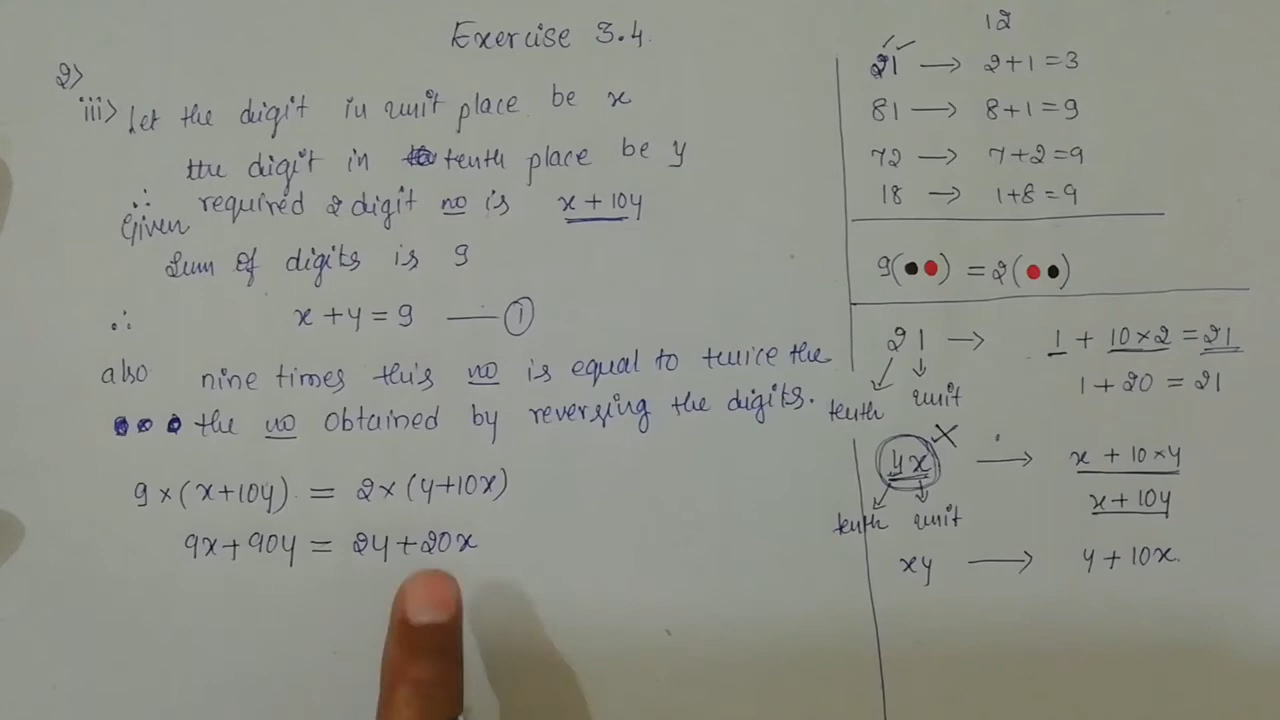 Exercise 3.4.
2>
iii> Let the digit in unit place be x
the digit in tenth place be y
∴ required 2 digit no is x + 10y
Given
Sum of digits is 9
∴ x + y = 9 —— ①
also nine times this no is equal to twice the
the no obtained by reversing the digits.
9 × (x+10y) = 2 × (y+10x)
9x + 90y = 2y + 20x
12
21 → 2+1 = 3
81 → 8+1 = 9
72 → 7+2 = 9
18 → 1+8 = 9
9( ) = 2( )
21 → 1 + 10×2 = 21
1 + 20 = 21
tenth unit
yx → x + 10×y
x + 10y
tenth unit
xy → y + 10x.